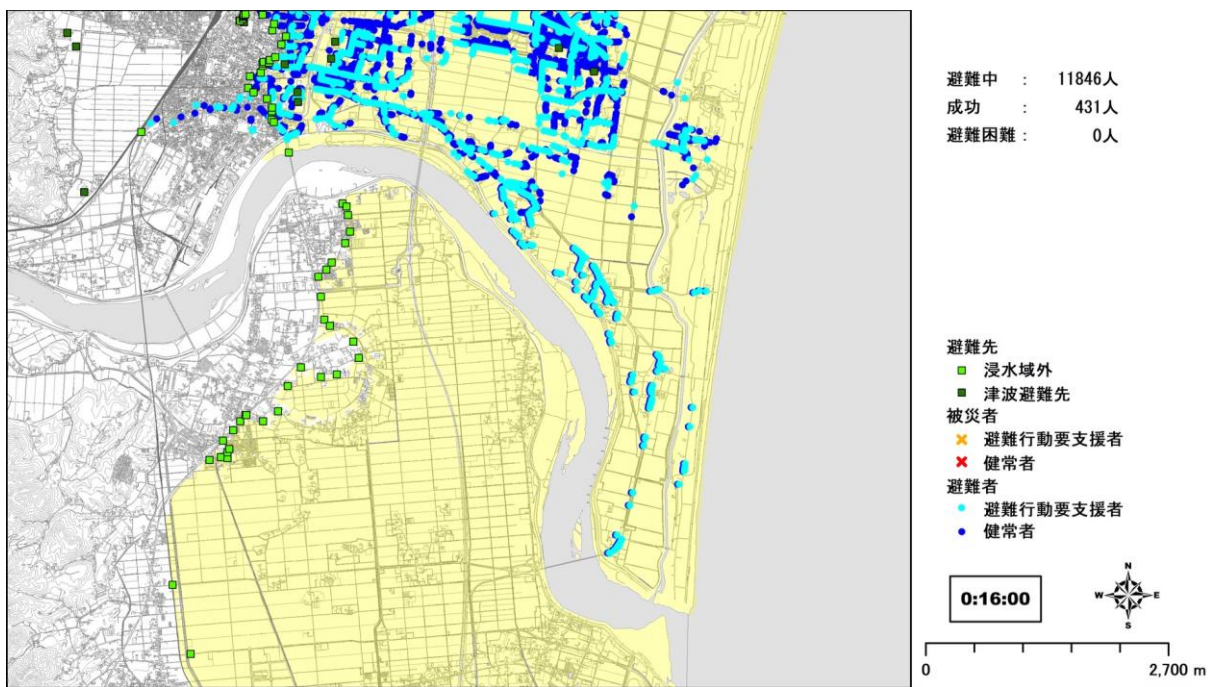 避難中 : 11846人
成功 : 431人
避難困難 : 0人
避難先
浸水域外
津波避難先
被災者
避難行動要支援者
健常者
避難者
避難行動要支援者
健常者
0:16:00
N
W E
S
0 2,700 m